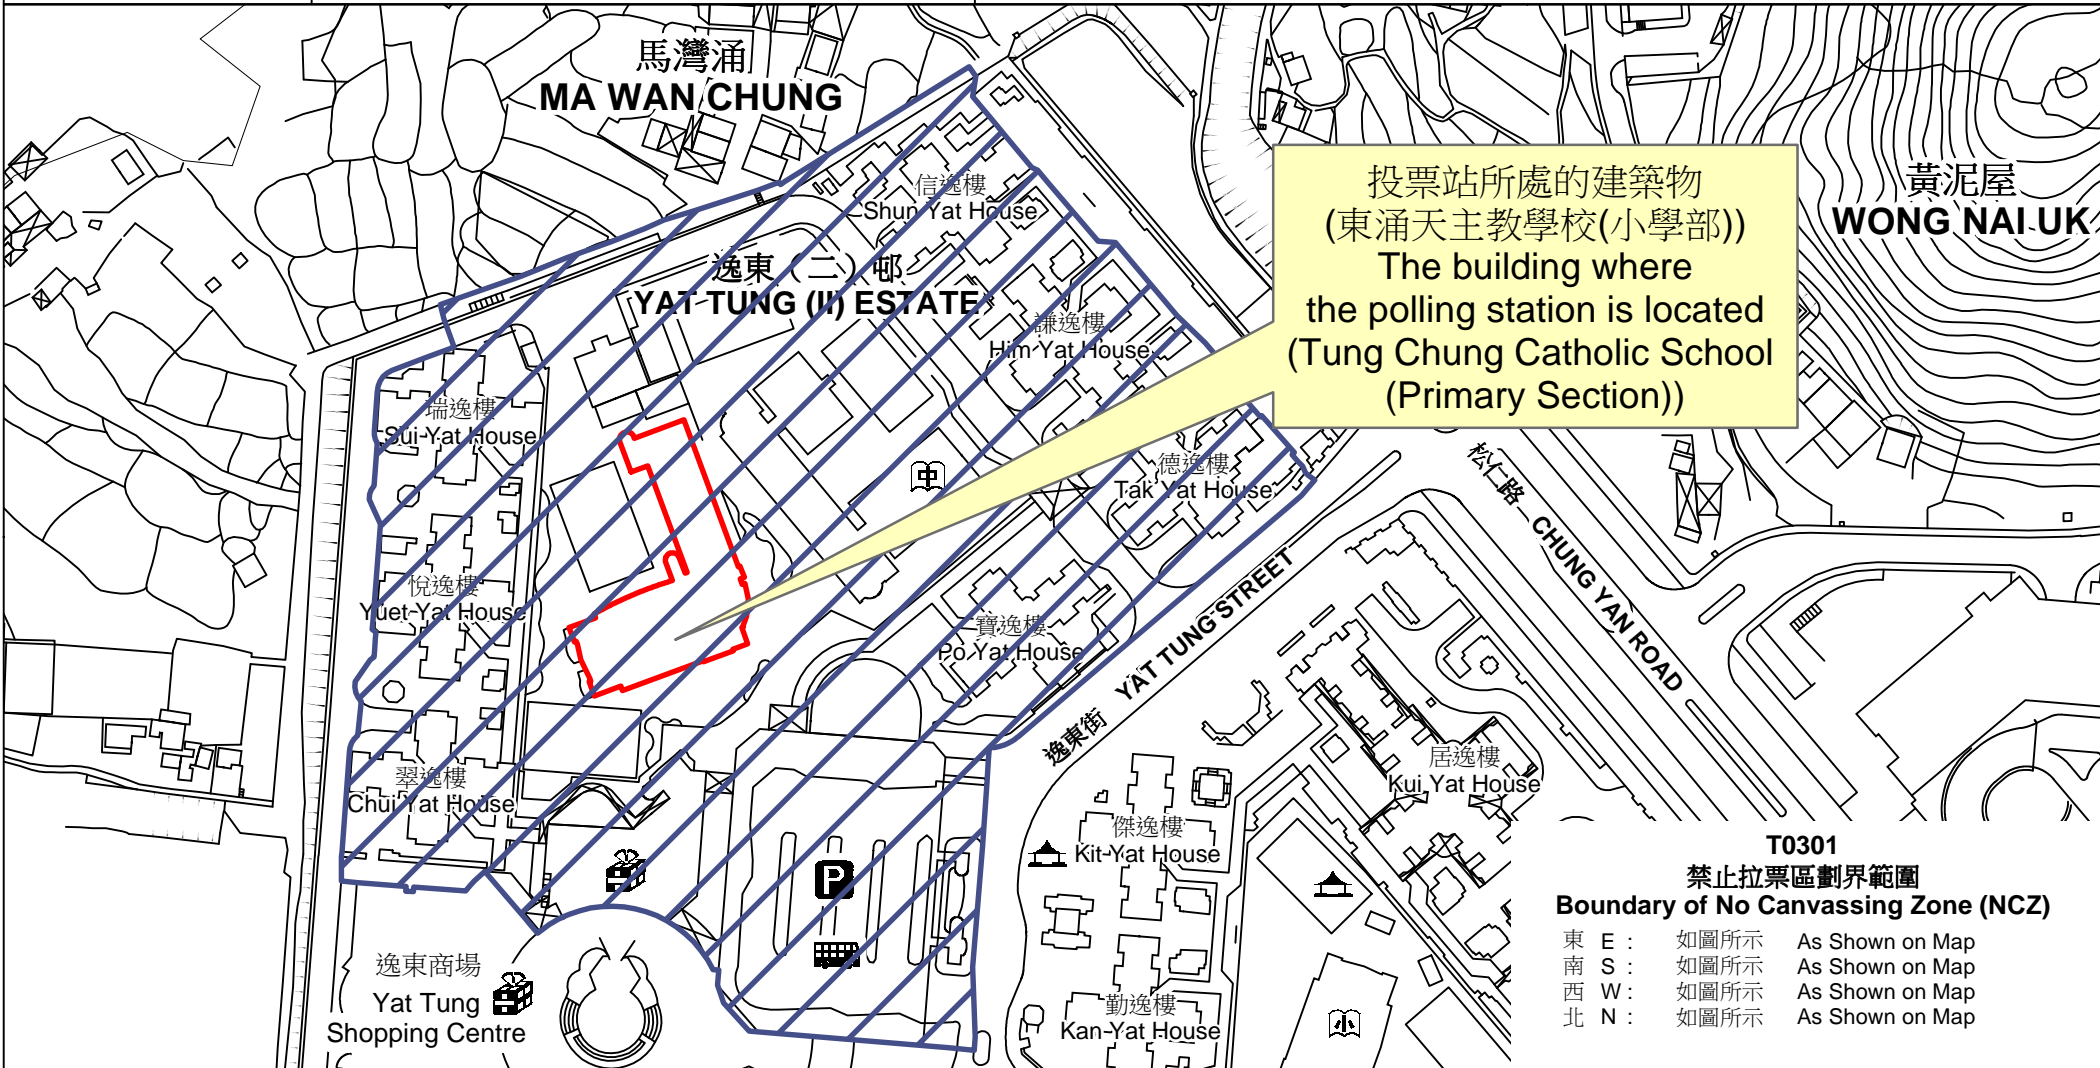 馬灣涌
MA WAN CHUNG
信逸樓
Shun Yat House
投票站所處的建築物
(東涌天主教學校(小學部))
The building where
the polling station is located
(Tung Chung Catholic School
(Primary Section))
黃泥屋
WONG NAI UK
逸東（二）邨
YAT TUNG (II) ESTATE
謙逸樓
Him Yat House
瑞逸樓
Sui Yat House
中
德逸樓
Tak Yat House
松仁路 CHUNG YAN ROAD
悅逸樓
Yuet Yat House
寶逸樓
Po Yat House
逸東街 YAT TUNG STREET
翠逸樓
Chui Yat House
居逸樓
Kui Yat House
傑逸樓
Kit Yat House
P
逸東商場
Yat Tung
Shopping Centre
勤逸樓
Kan Yat House
小
T0301
禁止拉票區劃界範圍
Boundary of No Canvassing Zone (NCZ)
東 E : 如圖所示 As Shown on Map
南 S : 如圖所示 As Shown on Map
西 W : 如圖所示 As Shown on Map
北 N : 如圖所示 As Shown on Map